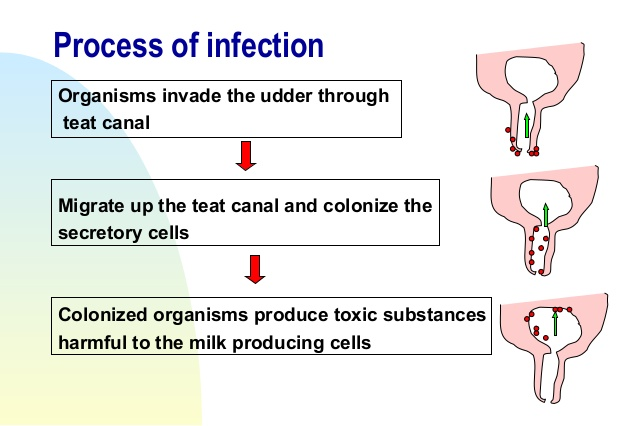 Process of infection
Organisms invade the udder through
teat canal
Migrate up the teat canal and colonize the
secretory cells
Colonized organisms produce toxic substances
harmful to the milk producing cells